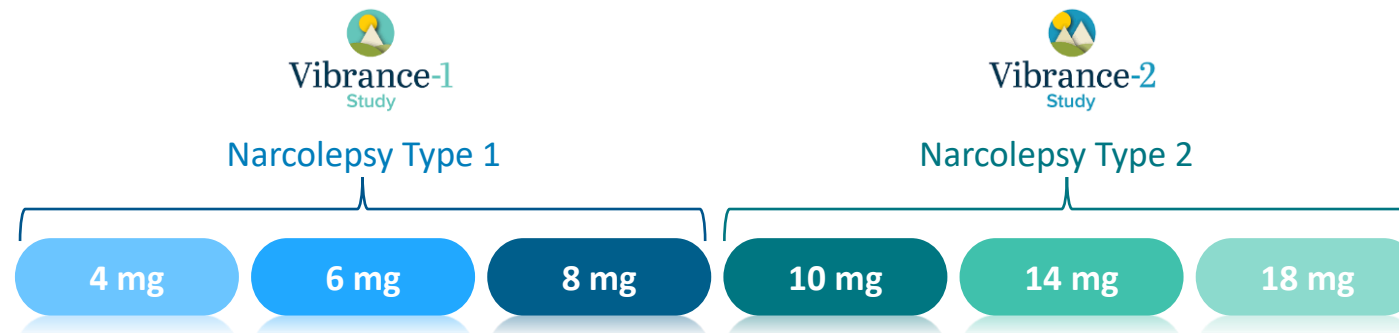 Vibrance-1
Study
Vibrance-2
Study
Narcolepsy Type 1
Narcolepsy Type 2
4 mg
6 mg
8 mg
10 mg
14 mg
18 mg